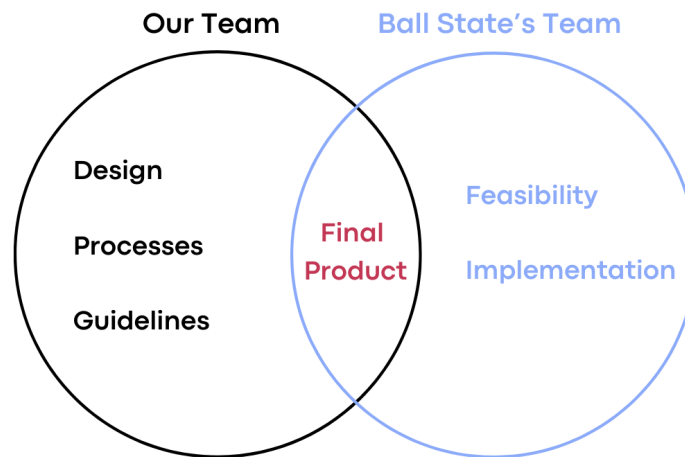 Our Team
Ball State's Team
Design
Processes
Guidelines
Final
Product
Feasibility
Implementation